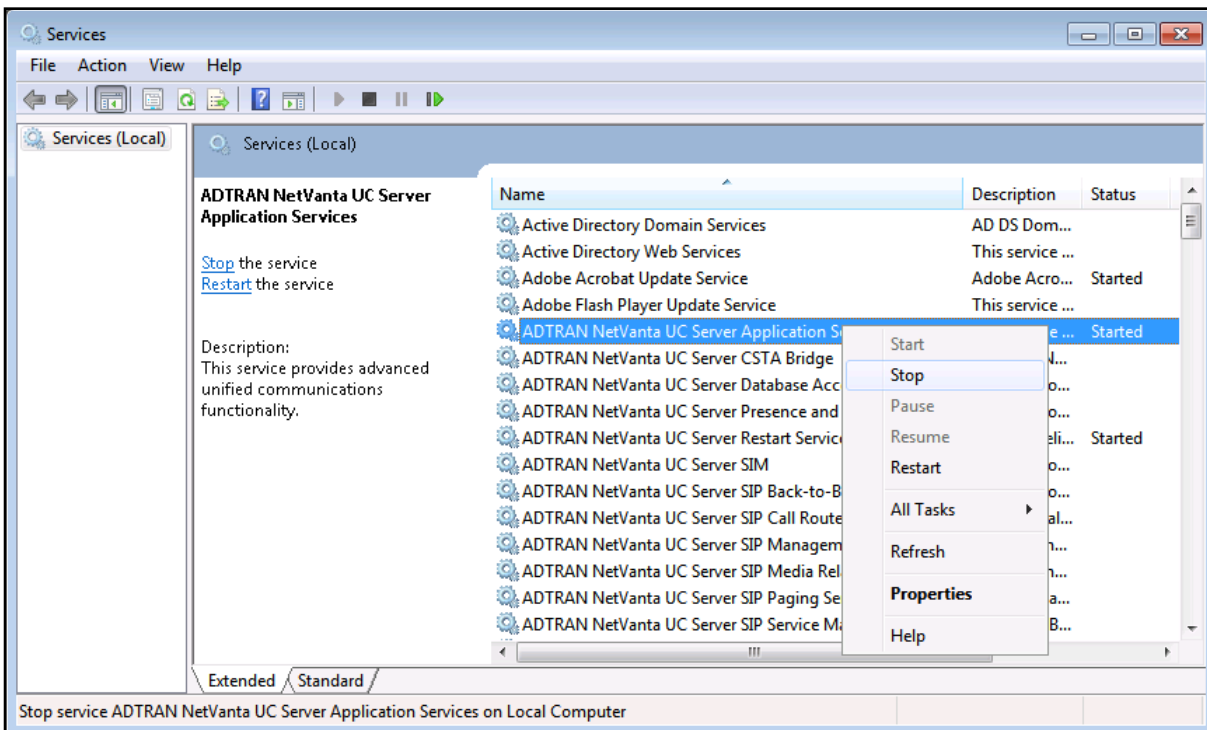 Services
File Action View Help
Services (Local)
Services (Local)
ADTRAN NetVanta UC Server
Application Services
Stop the service
Restart the service
Description:
This service provides advanced
unified communications
functionality.
Name Description Status
Active Directory Domain Services AD DS Dom...
Active Directory Web Services This service ...
Adobe Acrobat Update Service Adobe Acro... Started
Adobe Flash Player Update Service This service ...
ADTRAN NetVanta UC Server Application S e ... Started
ADTRAN NetVanta UC Server CSTA Bridge N...
ADTRAN NetVanta UC Server Database Acc o...
ADTRAN NetVanta UC Server Presence and o...
ADTRAN NetVanta UC Server Restart Service eli... Started
ADTRAN NetVanta UC Server SIM o...
ADTRAN NetVanta UC Server SIP Back-to-B o...
ADTRAN NetVanta UC Server SIP Call Route al...
ADTRAN NetVanta UC Server SIP Managem n...
ADTRAN NetVanta UC Server SIP Media Rel n...
ADTRAN NetVanta UC Server SIP Paging Se a...
ADTRAN NetVanta UC Server SIP Service Ma B...
Start
Stop
Pause
Resume
Restart
All Tasks
Refresh
Properties
Help
Extended Standard
Stop service ADTRAN NetVanta UC Server Application Services on Local Computer